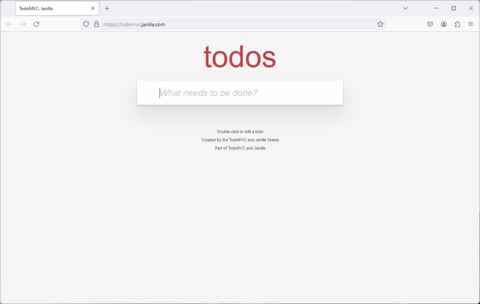 TodoMVC: Janilla
https://todomvc.janilla.com
todos
What needs to be done?
Double-click to edit a todo
Created by the TodoMVC and Janilla Teams
Part of TodoMVC and Janilla